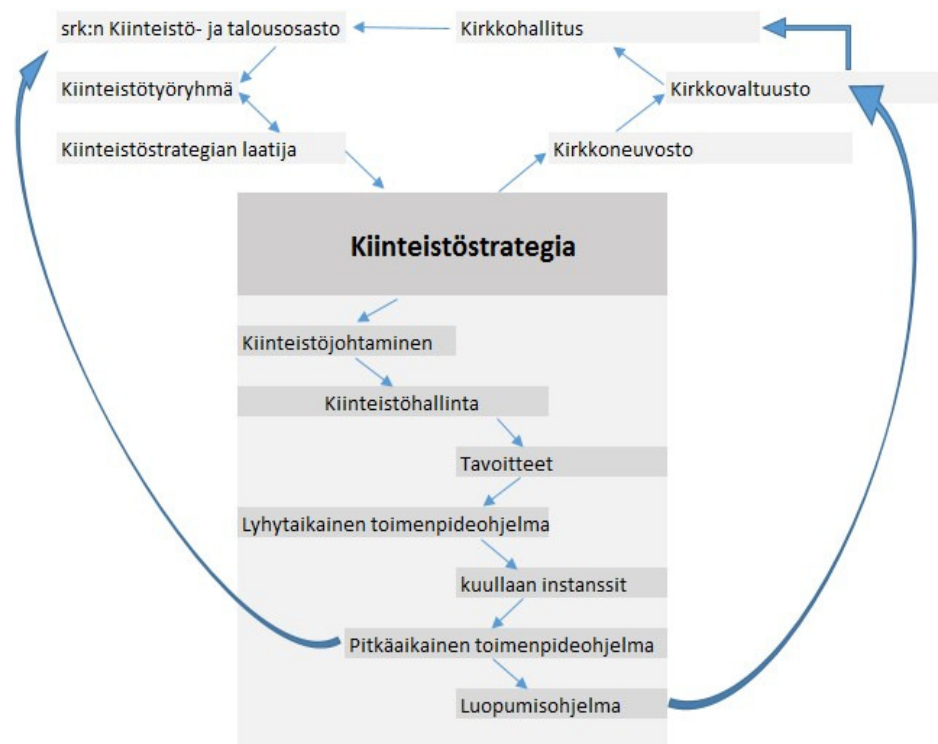 srk:n Kiinteistö- ja talousosasto
Kirkkohallitus
Kiinteistötyöryhmä
Kirkkovaltuusto
Kiinteistöstrategian laatija
Kirkkoneuvosto
Kiinteistöstrategia
Kiinteistöjohtaminen
Kiinteistöhallinta
Tavoitteet
Lyhytaikainen toimenpideohjelma
kuullaan instanssit
Pitkäaikainen toimenpideohjelma
Luopumisohjelma